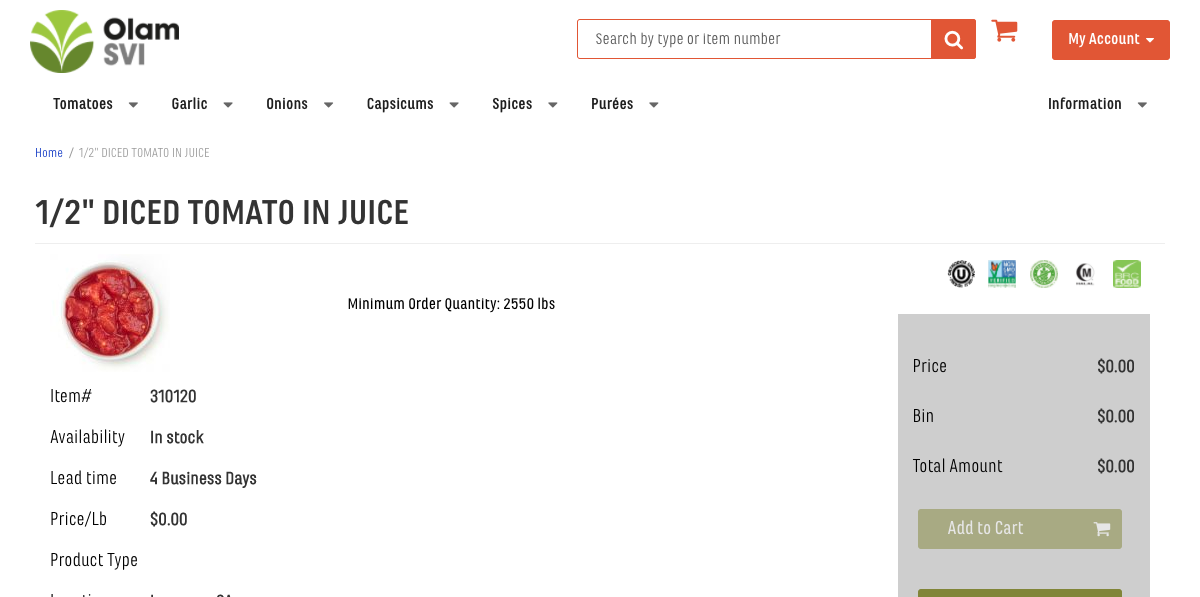 Olam
SVI
Search by type or item number
My Account
Tomatoes
Garlic
Onions
Capsicums
Spices
Purées
Information
Home / 1/2" DICED TOMATO IN JUICE
1/2" DICED TOMATO IN JUICE
Minimum Order Quantity: 2550 lbs
Item# 310120
Availability In stock
Lead time 4 Business Days
Price/Lb $0.00
Product Type
Price $0.00
Bin $0.00
Total Amount $0.00
Add to Cart